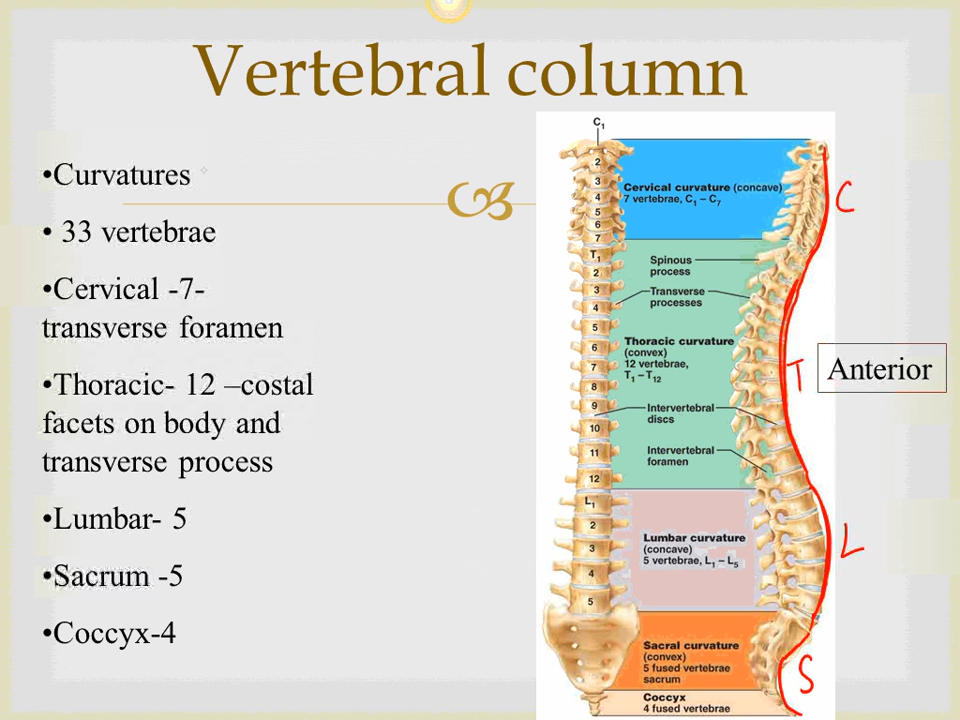 Vertebral column
•Curvatures
• 33 vertebrae
•Cervical -7-
transverse foramen
•Thoracic- 12 –costal
facets on body and
transverse process
•Lumbar- 5
•Sacrum -5
•Coccyx-4
C1
2
3
4
5
6
7
T1
2
3
4
5
6
7
8
9
10
11
12
L1
2
3
4
5
Cervical curvature (concave)
7 vertebrae, C1 – C7
Spinous
process
Transverse
processes
Thoracic curvature
(convex)
12 vertebrae,
T1 – T12
Intervertebral
discs
Intervertebral
foramen
Lumbar curvature
(concave)
5 vertebrae, L1 – L5
Sacral curvature
(convex)
5 fused vertebrae
sacrum
Coccyx
4 fused vertebrae
C
T
Anterior
L
S